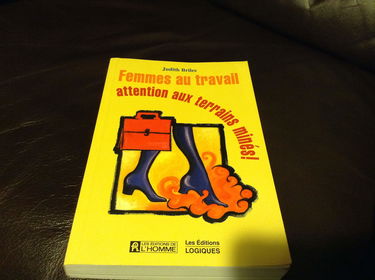 Judith Briles
Femmes au travail
attention aux terrains minés!
LES ÉDITIONS DE
L'HOMME
Les Éditions
LOGIQUES